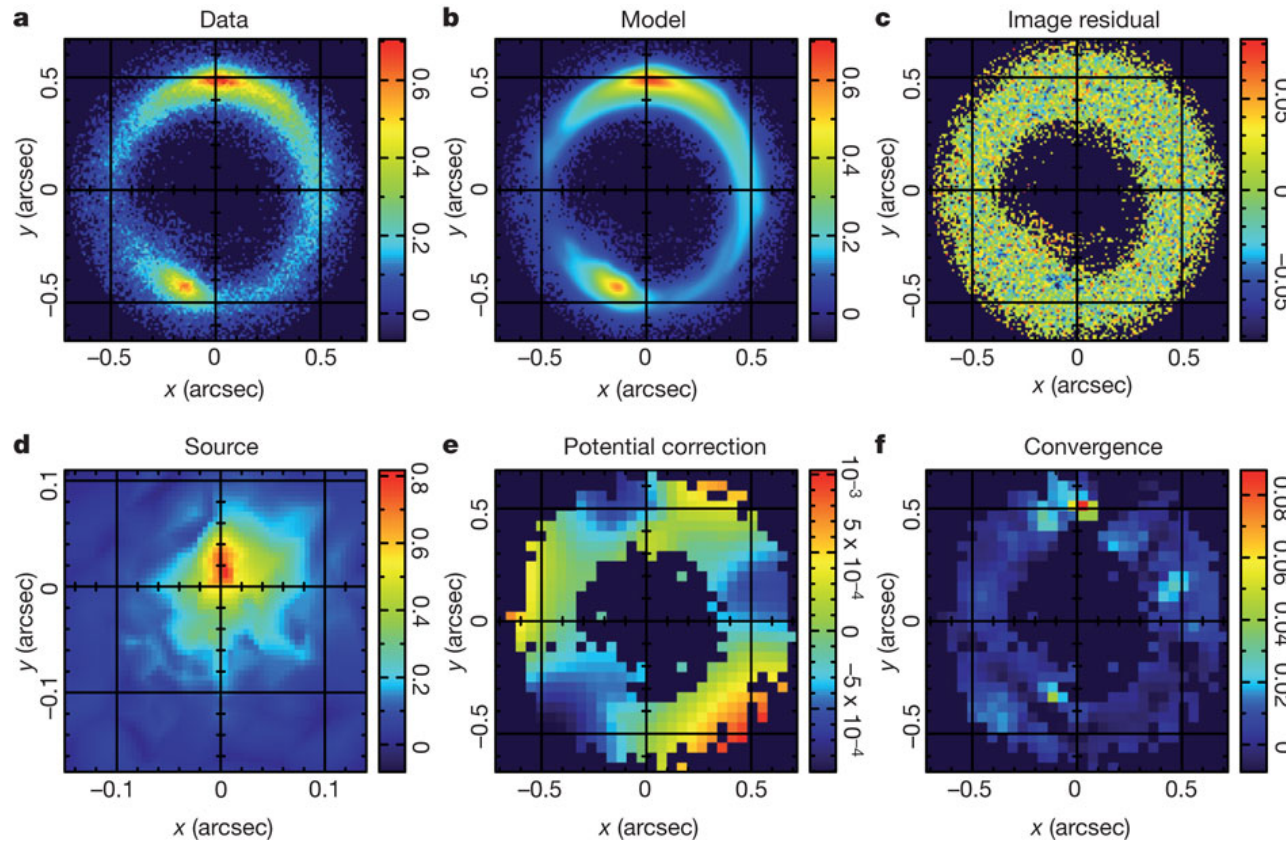 a Data
b Model
c Image residual
y (arcsec)
0.5
0
−0.5
−0.5 0 0.5
x (arcsec)
0.6
0.4
0.2
0
y (arcsec)
0.5
0
−0.5
−0.5 0 0.5
x (arcsec)
0.6
0.4
0.2
0
y (arcsec)
0.5
0
−0.5
−0.5 0 0.5
x (arcsec)
0.05
0
−0.05
d Source
e Potential correction
f Convergence
y (arcsec)
0.1
0
−0.1
−0.1 0 0.1
x (arcsec)
0.8
0.6
0.4
0.2
0
y (arcsec)
0.5
0
−0.5
−0.5 0 0.5
x (arcsec)
10⁻³
5 x 10⁻⁴
0
−5 x 10⁻⁴
y (arcsec)
0.5
0
−0.5
−0.5 0 0.5
x (arcsec)
0.08
0.06
0.04
0.02
0